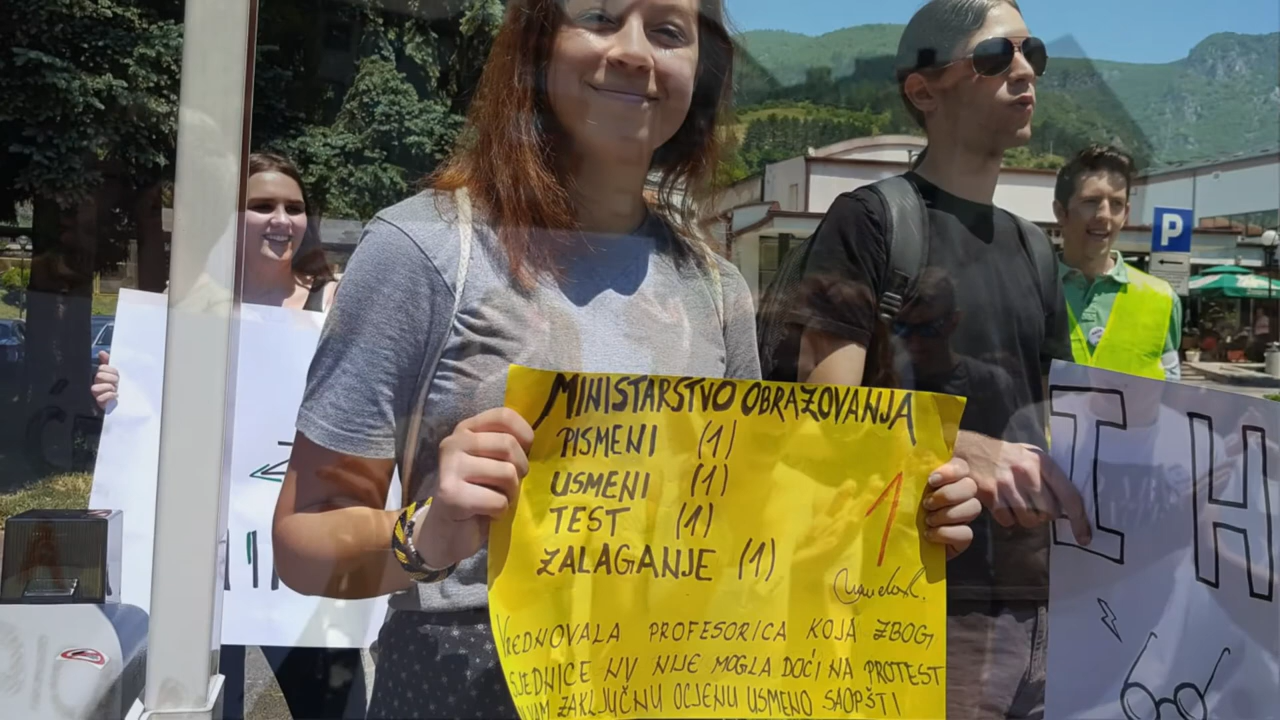 MINISTARSTVO OBRAZOVANJA
PISMENI (1)
USMENI (1)
TEST (1)
ZALAGANJE (1)
1
VREDNOVALA PROFESORICA KOJA ZBOG
SJEDNICE NV NIJE MOGLA DOĆI NA PROTEST
VAM ZAKLJUČNU OCJENU USMENO SAOPŠTI
P
I H